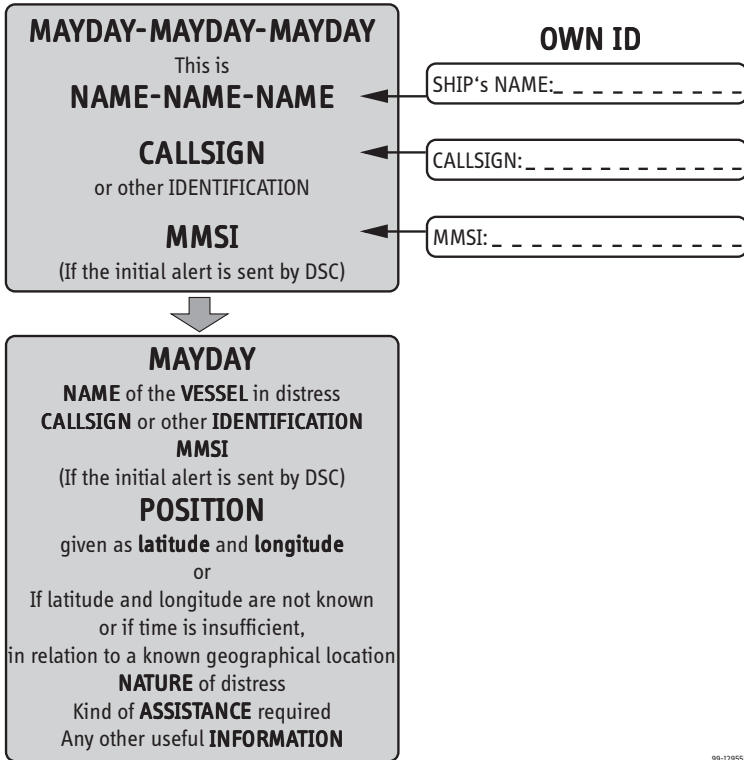 MAYDAY-MAYDAY-MAYDAY
This is
NAME-NAME-NAME
CALLSIGN
or other IDENTIFICATION
MMSI
(If the initial alert is sent by DSC)
OWN ID
SHIP's NAME:_ _ _ _ _ _ _ _ _ _
CALLSIGN:_ _ _ _ _ _ _ _ _ _ _ _
MMSI:_ _ _ _ _ _ _ _ _ _ _ _ _
MAYDAY
NAME of the VESSEL in distress
CALLSIGN or other IDENTIFICATION
MMSI
(If the initial alert is sent by DSC)
POSITION
given as latitude and longitude
or
If latitude and longitude are not known
or if time is insufficient,
in relation to a known geographical location
NATURE of distress
Kind of ASSISTANCE required
Any other useful INFORMATION
99-12955